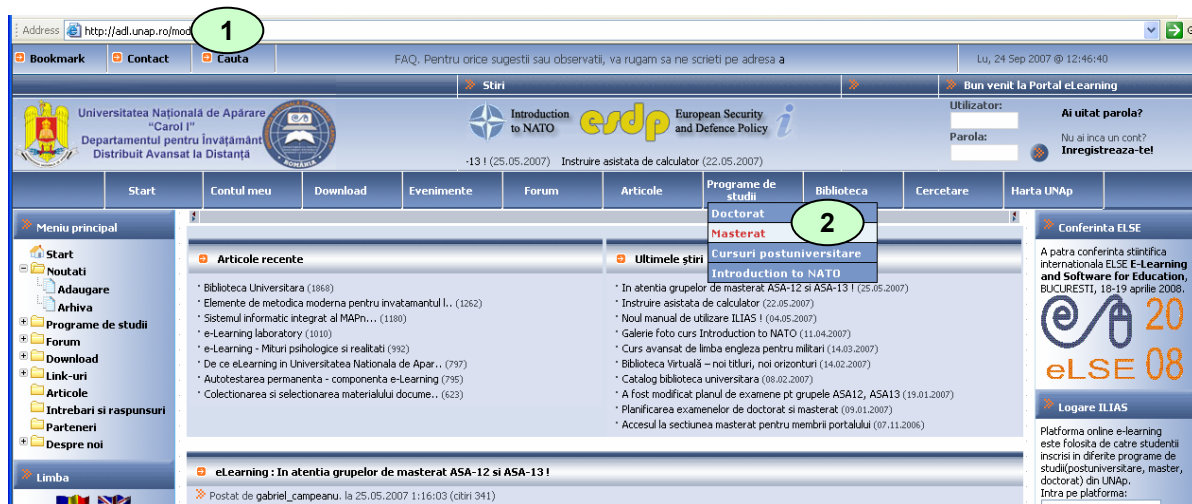 Address http://adl.unap.ro/mod
1
Bookmark Contact Cauta FAQ. Pentru orice sugestii sau observatii, va rugam sa ne scrieti pe adresa a Lu, 24 Sep 2007 @ 12:46:40
Stiri Bun venit la Portal eLearning
Universitatea Națională de Apărare
"Carol I"
Departamentul pentru Învățământ
Distribuit Avansat la Distanță
ROMÂNIA
Introduction
to NATO
esdp
European Security
and Defence Policy
i
-13 ! (25.05.2007) Instruire asistata de calculator (22.05.2007)
Utilizator:
Ai uitat parola?
Parola:
Nu ai inca un cont?
Inregistreaza-te!
Start Contul meu Download Evenimente Forum Articole Programe de studii Biblioteca Cercetare Harta UNAp
Doctorat
Masterat
Cursuri postuniversitare
Introduction to NATO
2
Meniu principal
Start
Noutati
Adaugare
Arhiva
Programe de studii
Forum
Download
Link-uri
Articole
Intrebari si raspunsuri
Parteneri
Despre noi
Limba
Articole recente
Biblioteca Universitara (1868)
Elemente de metodica moderna pentru invatamantul l.. (1262)
Sistemul informatic integrat al MAPn... (1180)
e-Learning laboratory (1010)
e-Learning - Mituri psihologice si realitati (992)
De ce eLearning in Universitatea Nationala de Apar.. (797)
Autotestarea permanenta - componenta e-Learning (795)
Colectionarea si selectionarea materialului docume.. (623)
Ultimele ştiri
In atentia grupelor de masterat ASA-12 si ASA-13 ! (25.05.2007)
Instruire asistata de calculator (22.05.2007)
Noul manual de utilizare ILIAS ! (04.05.2007)
Galerie foto curs Introduction to NATO (11.04.2007)
Curs avansat de limba engleza pentru militari (14.03.2007)
Biblioteca Virtuală – noi titluri, noi orizonturi (14.02.2007)
Catalog biblioteca universitara (08.02.2007)
A fost modificat planul de examene pt grupele ASA12, ASA13 (19.01.2007)
Planificarea examenelor de doctorat si masterat (09.01.2007)
Accesul la sectiunea masterat pentru membrii portalului (07.11.2006)
eLearning : In atentia grupelor de masterat ASA-12 si ASA-13 !
Postat de gabriel_campeanu. la 25.05.2007 1:16:03 (citiri 341)
Conferinta ELSE
A patra conferinta stiintifica
internationala ELSE E-Learning
and Software for Education,
BUCURESTI, 18-19 aprilie 2008.
e 20
eLSE 08
Logare ILIAS
Platforma online e-learning
este folosita de catre studentii
inscrisi in diferite programe de
studii(postuniversitare, master,
doctorat) din UNAp.
Intra pe platforma: